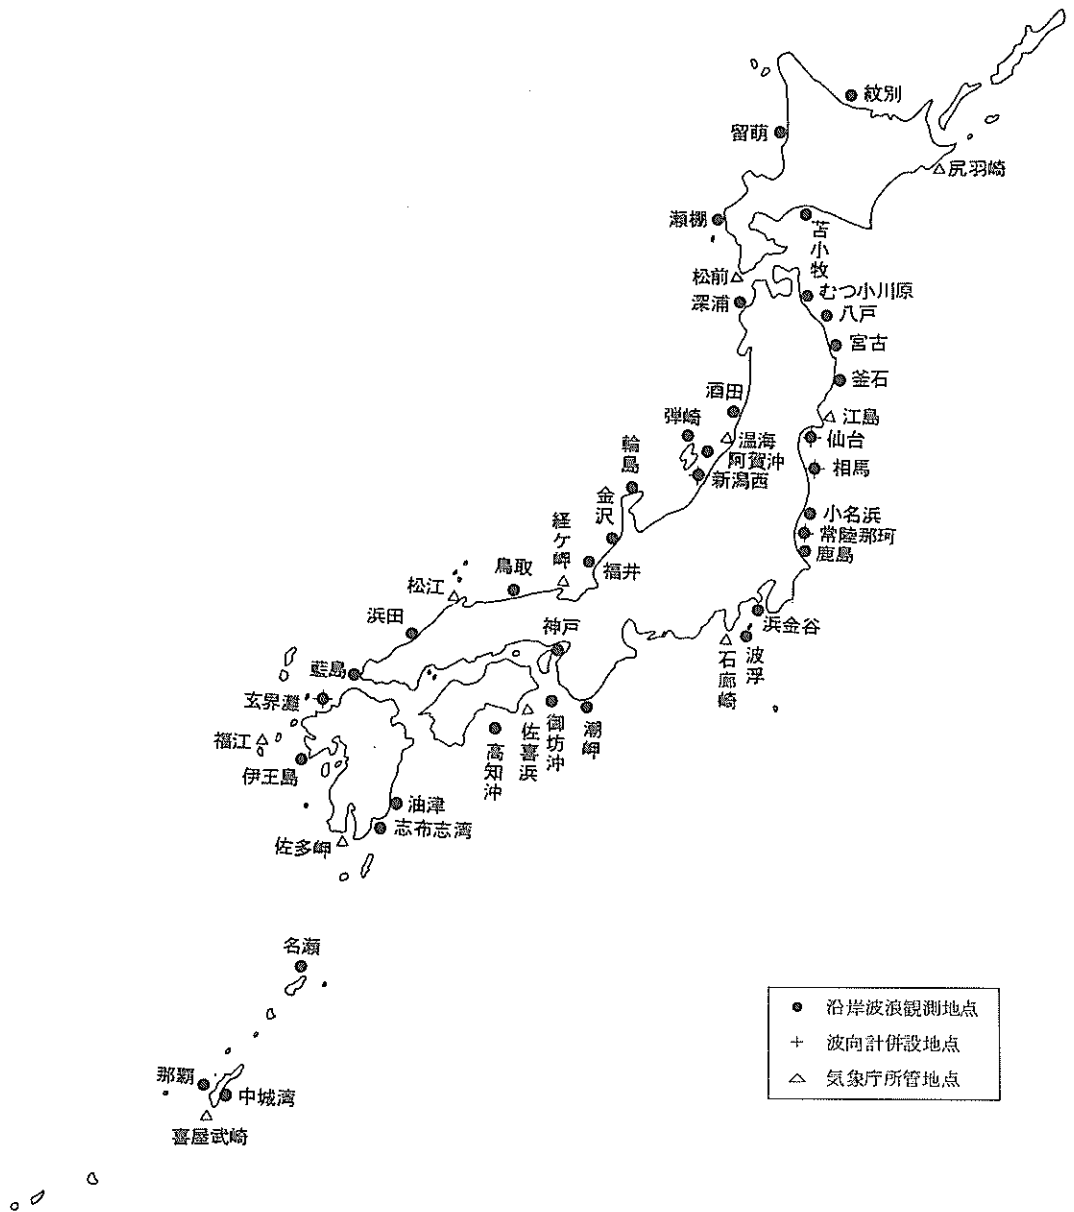 紋別
留萌
尻羽崎
瀬棚
苫小牧
松前
むつ小川原
深浦
八戸
宮古
釜石
酒田
弾崎
江島
温海
仙台
輪島
阿賀沖
相馬
新潟西
金沢
小名浜
経ケ岬
常陸那珂
鹿島
福井
鳥取
松江
浜田
浜金谷
神戸
波浮
石廊崎
藍島
玄界灘
福江
潮岬
御坊沖
佐喜浜
高知沖
伊王島
油津
志布志湾
佐多岬
名瀬
沿岸波浪観測地点
波向計併設地点
気象庁所管地点
那覇
中城湾
喜屋武崎